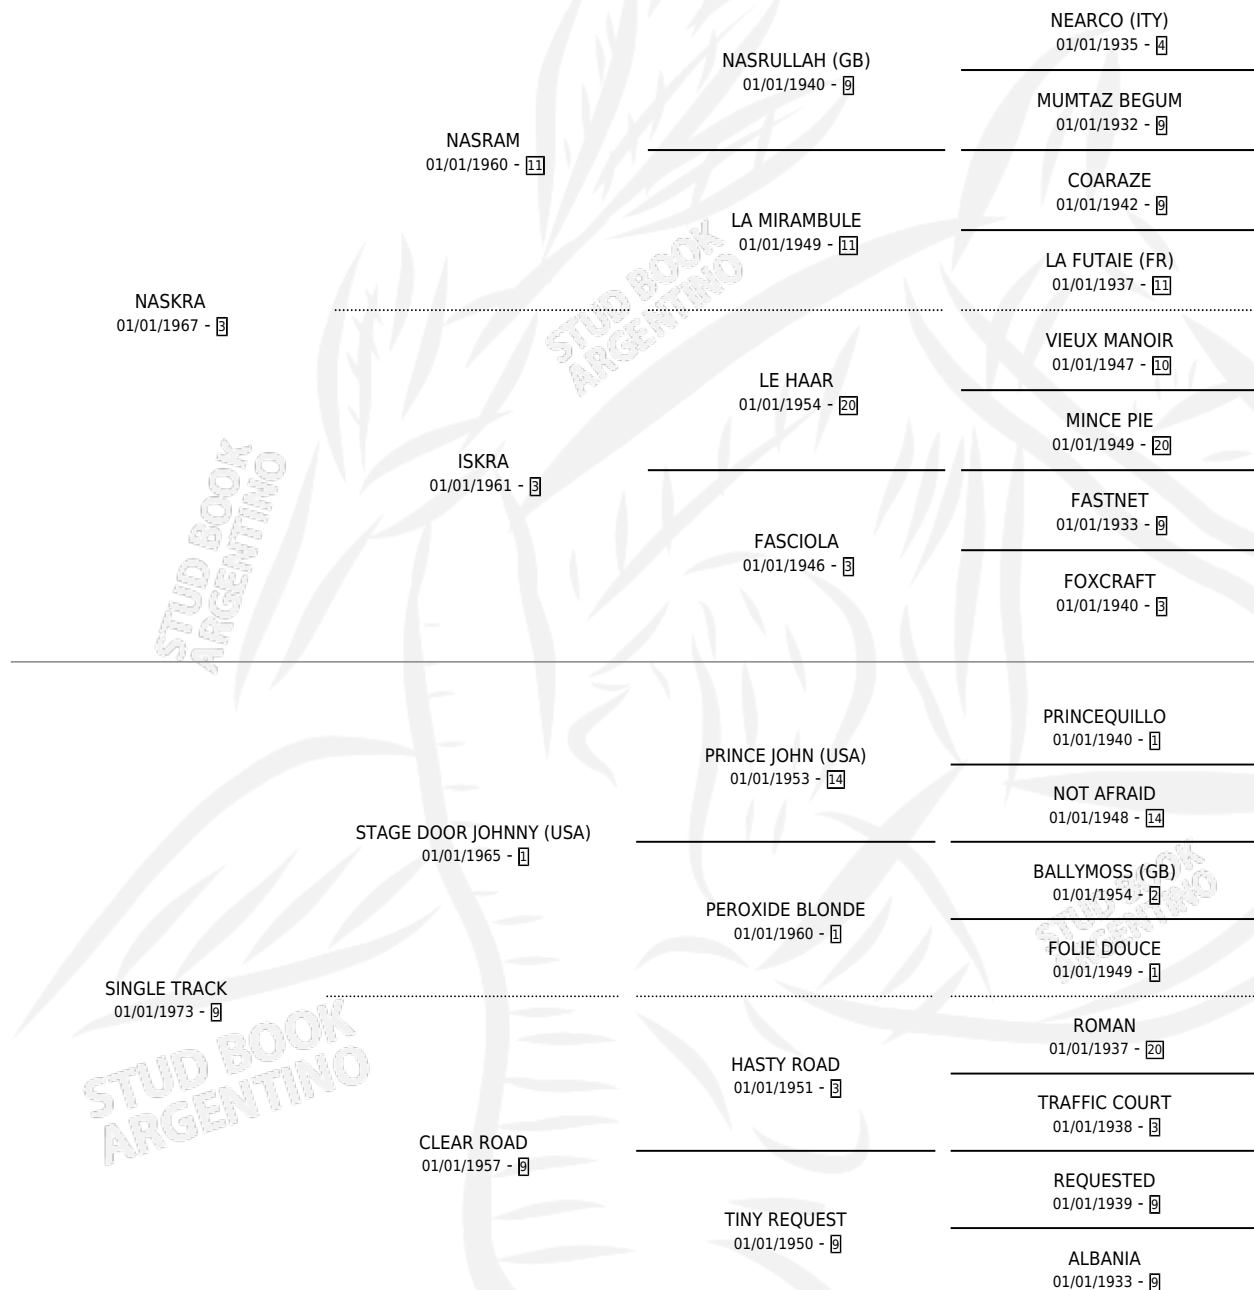 NEARCO (ITY)
01/01/1935 - 4
NASRULLAH (GB)
01/01/1940 - 9
MUMTAZ BEGUM
01/01/1932 - 9
NASRAM
01/01/1960 - 11
COARAZE
01/01/1942 - 9
LA MIRAMBULE
01/01/1949 - 11
LA FUTAIE (FR)
01/01/1937 - 11
NASKRA
01/01/1967 - 3
VIEUX MANOIR
01/01/1947 - 10
LE HAAR
01/01/1954 - 20
MINCE PIE
01/01/1949 - 20
ISKRA
01/01/1961 - 3
FASTNET
01/01/1933 - 9
FASCIOLA
01/01/1946 - 3
FOXCRAFT
01/01/1940 - 3
STUD BOOK
ARGENTINO
STUD BOOK
ARGENTINO
PRINCEQUILLO
01/01/1940 - 1
PRINCE JOHN (USA)
01/01/1953 - 14
NOT AFRAID
01/01/1948 - 14
STAGE DOOR JOHNNY (USA)
01/01/1965 - 1
BALLYMOSS (GB)
01/01/1954 - 2
PEROXIDE BLONDE
01/01/1960 - 1
FOLIE DOUCE
01/01/1949 - 1
SINGLE TRACK
01/01/1973 - 9
ROMAN
01/01/1937 - 20
HASTY ROAD
01/01/1951 - 3
TRAFFIC COURT
01/01/1938 - 3
CLEAR ROAD
01/01/1957 - 9
REQUESTED
01/01/1939 - 9
TINY REQUEST
01/01/1950 - 9
ALBANIA
01/01/1933 - 9
STUD BOOK
ARGENTINO
STUD BOOK
ARGENTINO